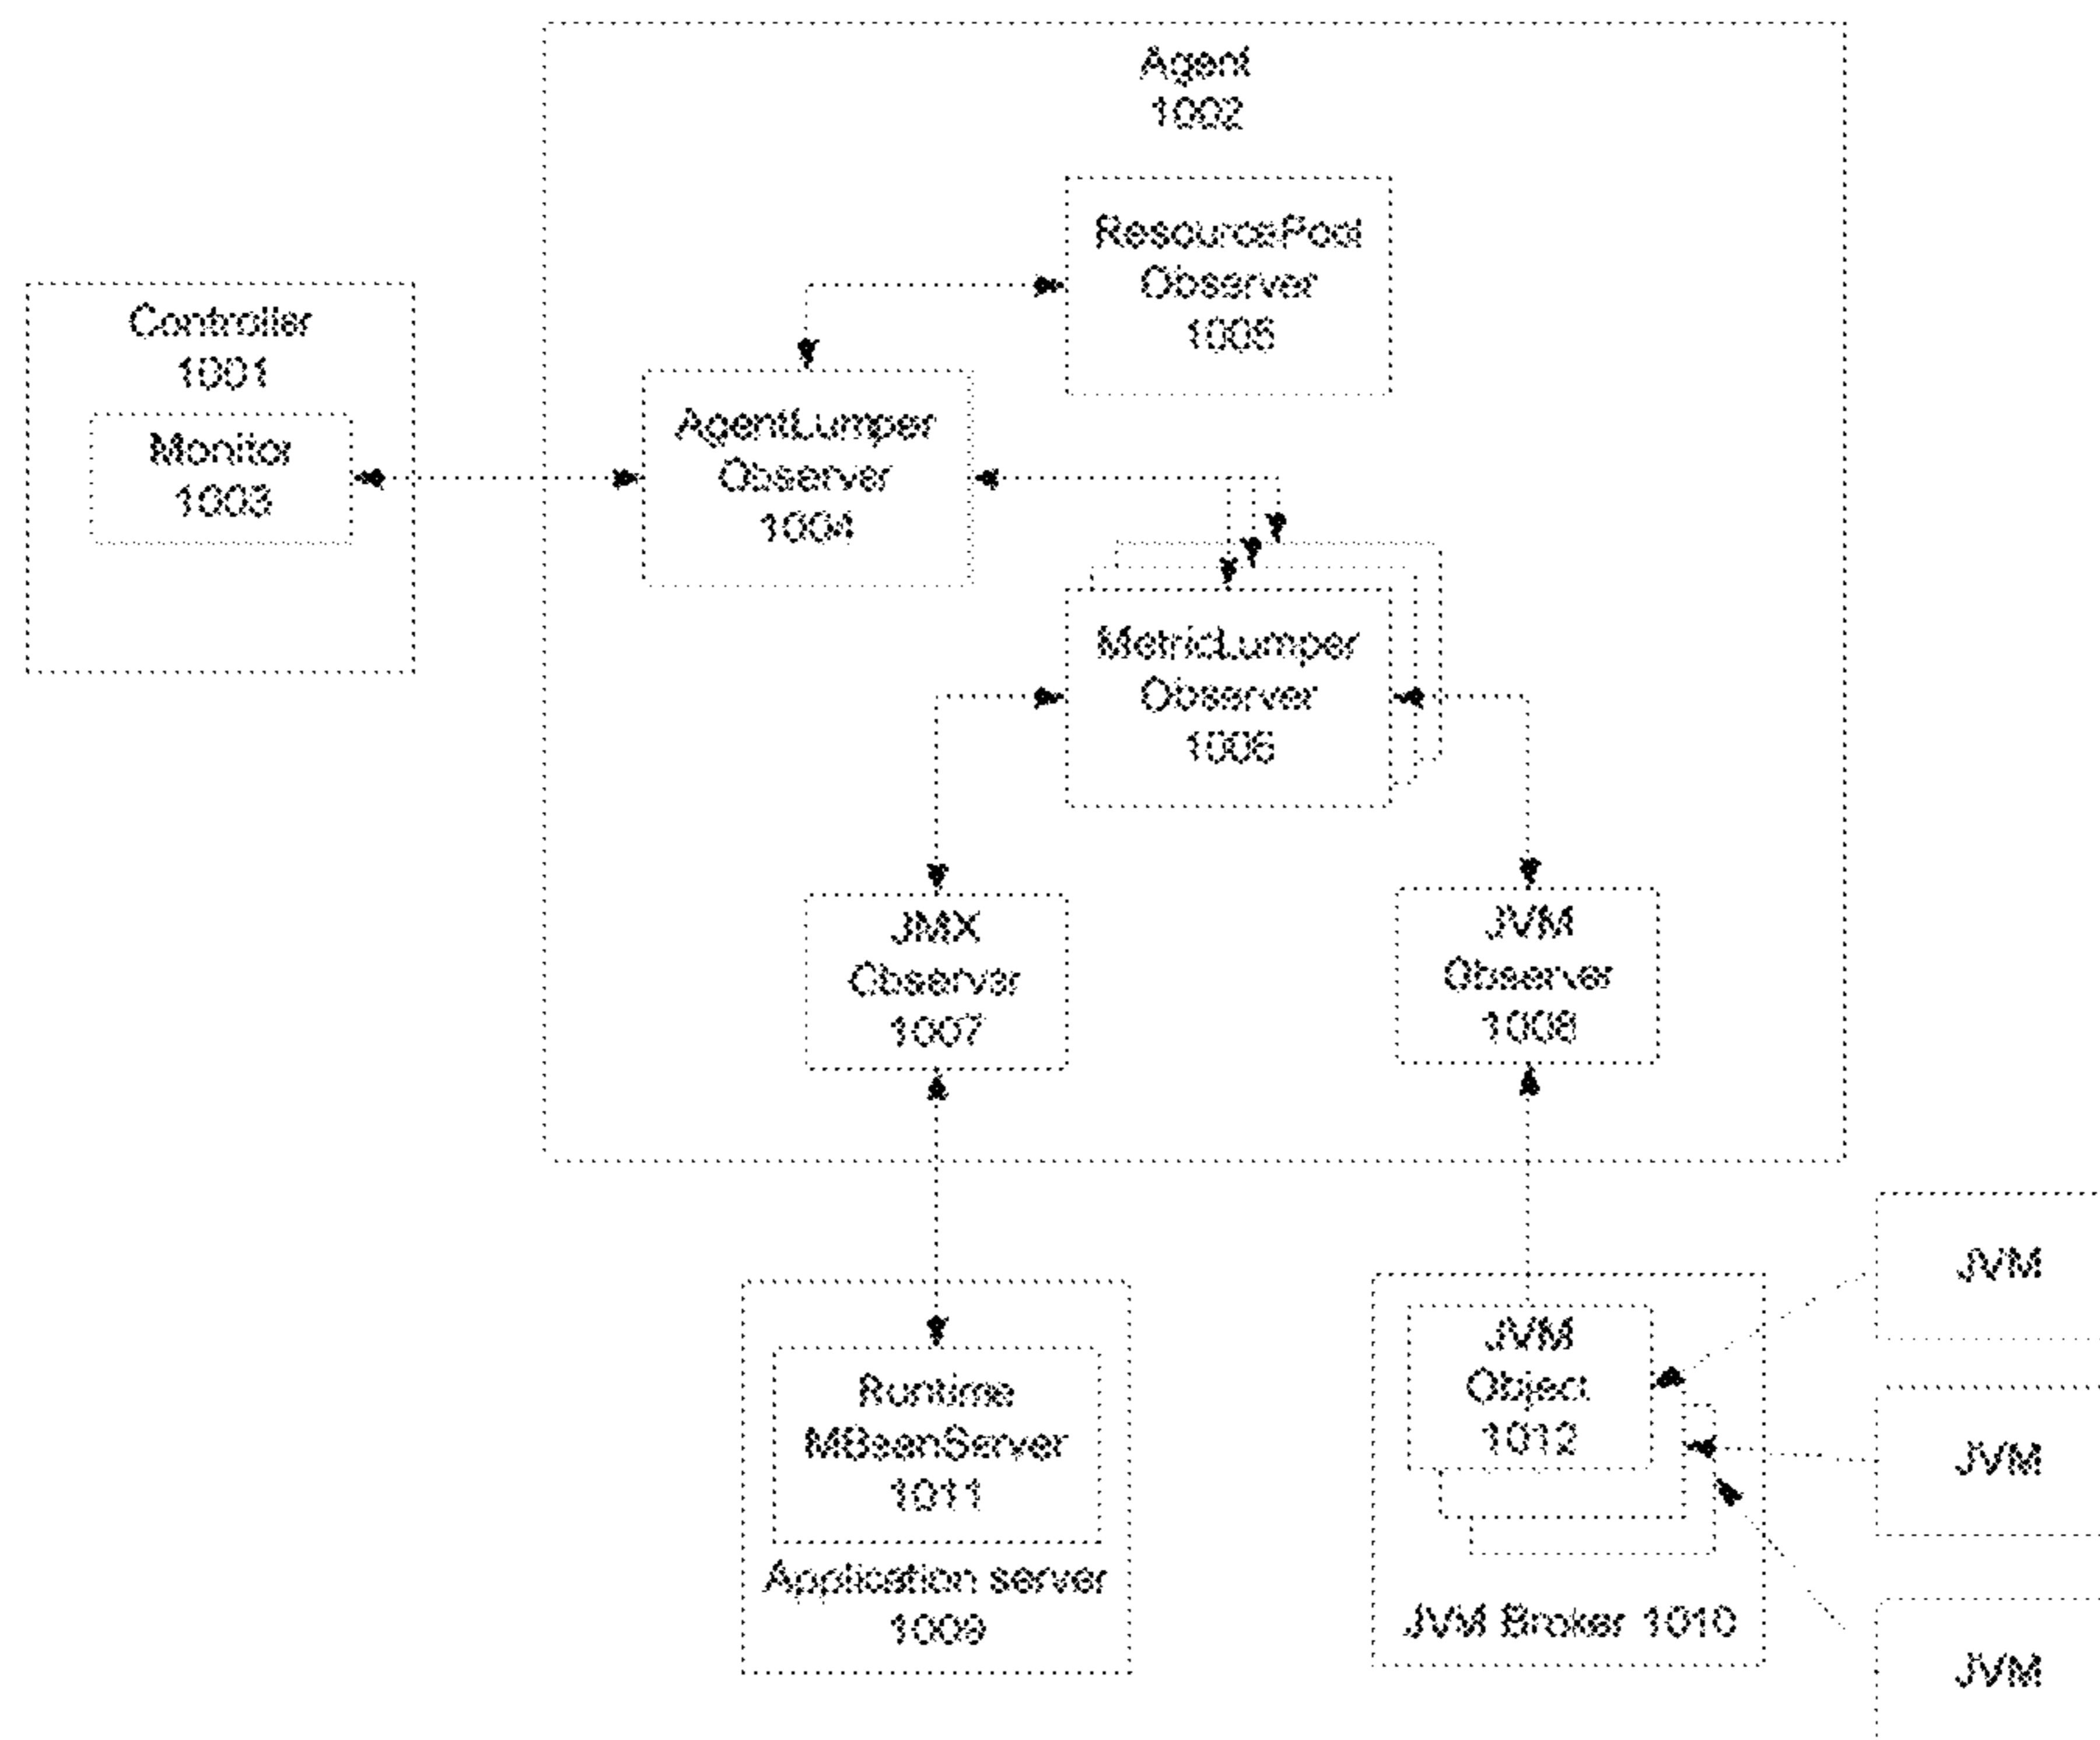 Agent
1002
ResourcePool
Observer
1005
Controller
1001
Monitor
1003
AgentLumper
Observer
1004
MetricLumper
Observer
1006
JMX
Observer
1007
JVM
Observer
1008
JVM
Runtime
MBeanServer
1011
Application server
1009
JVM
Object
1012
JVM Broker 1010
JVM
JVM